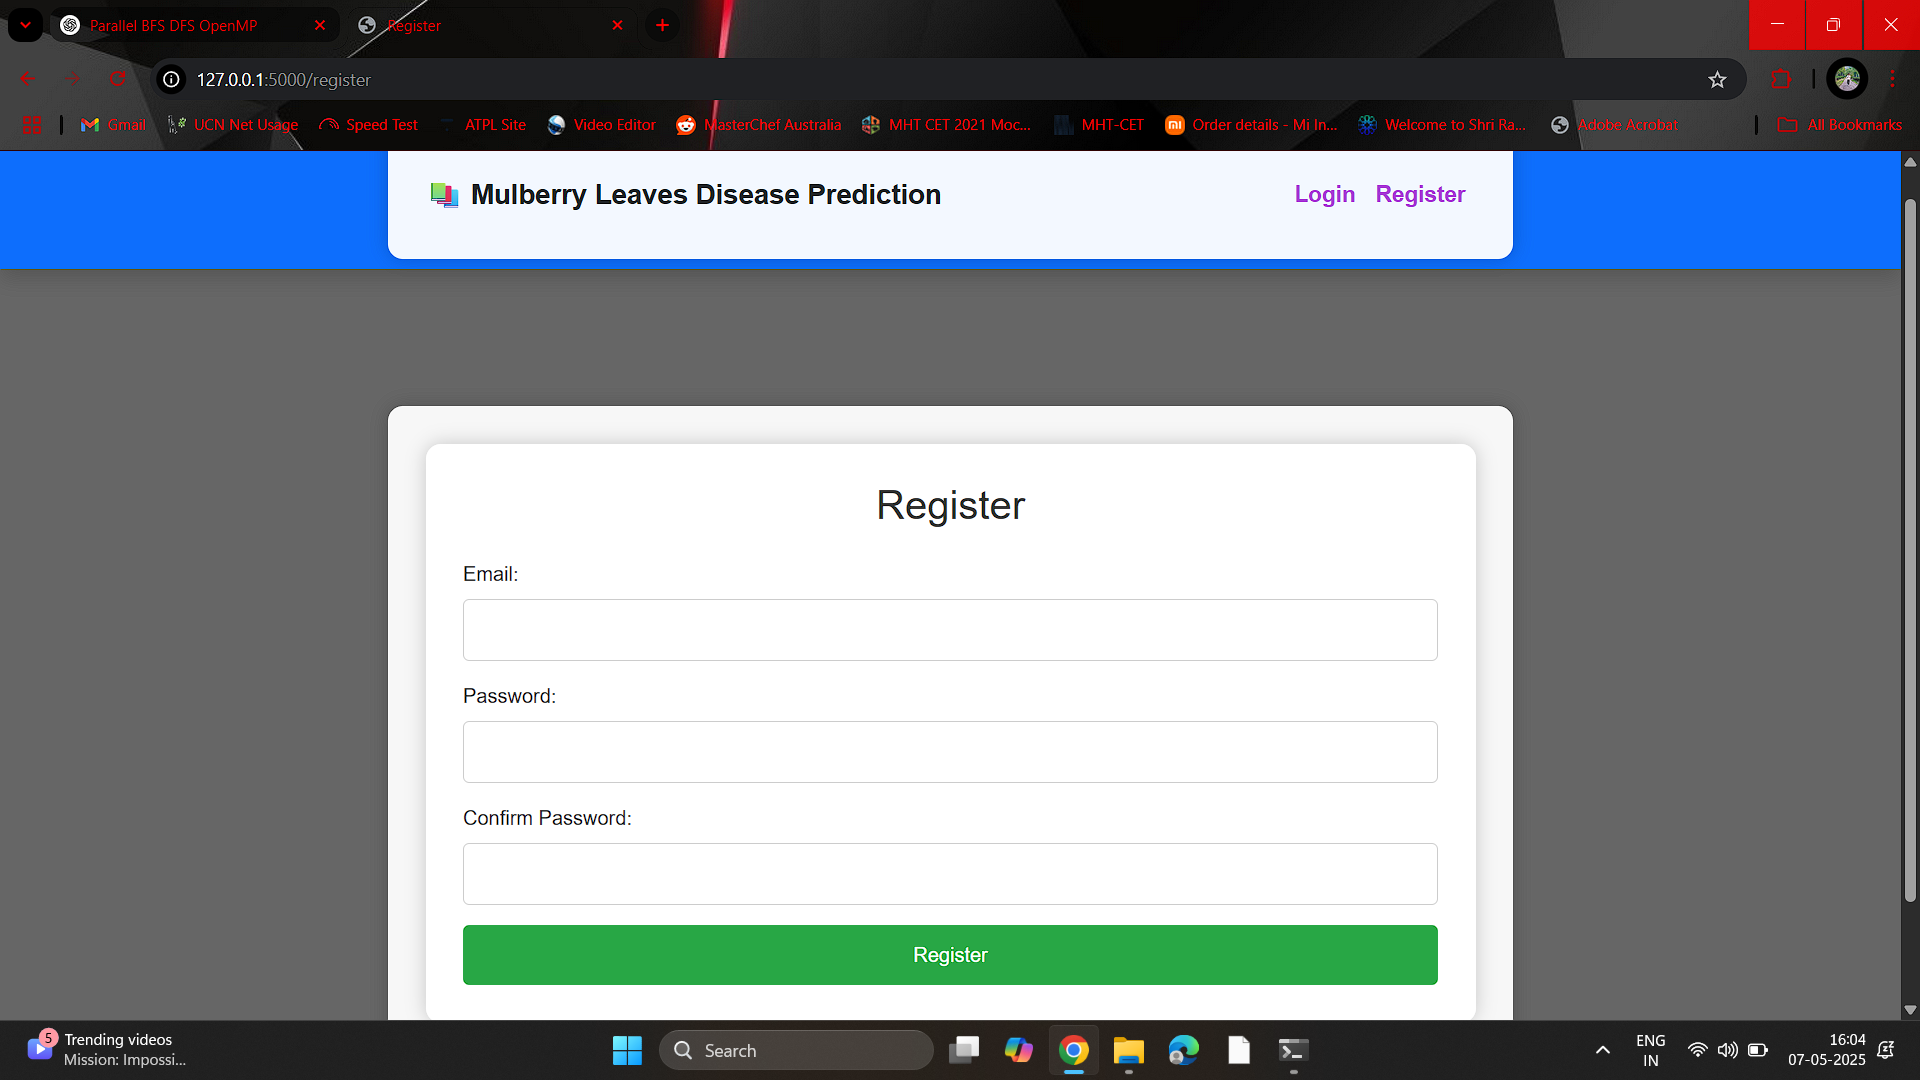 Parallel BFS DFS OpenMP
Register
127.0.0.1:5000/register
Gmail
UCN Net Usage
Speed Test
ATPL Site
Video Editor
MasterChef Australia
MHT CET 2021 Moc...
MHT-CET
Order details - Mi In...
Welcome to Shri Ra...
Adobe Acrobat
All Bookmarks
Mulberry Leaves Disease Prediction
Login
Register
Register
Email:
Password:
Confirm Password:
Register
5
Trending videos
Mission: Impossi...
Search
ENG
IN
16:04
07-05-2025